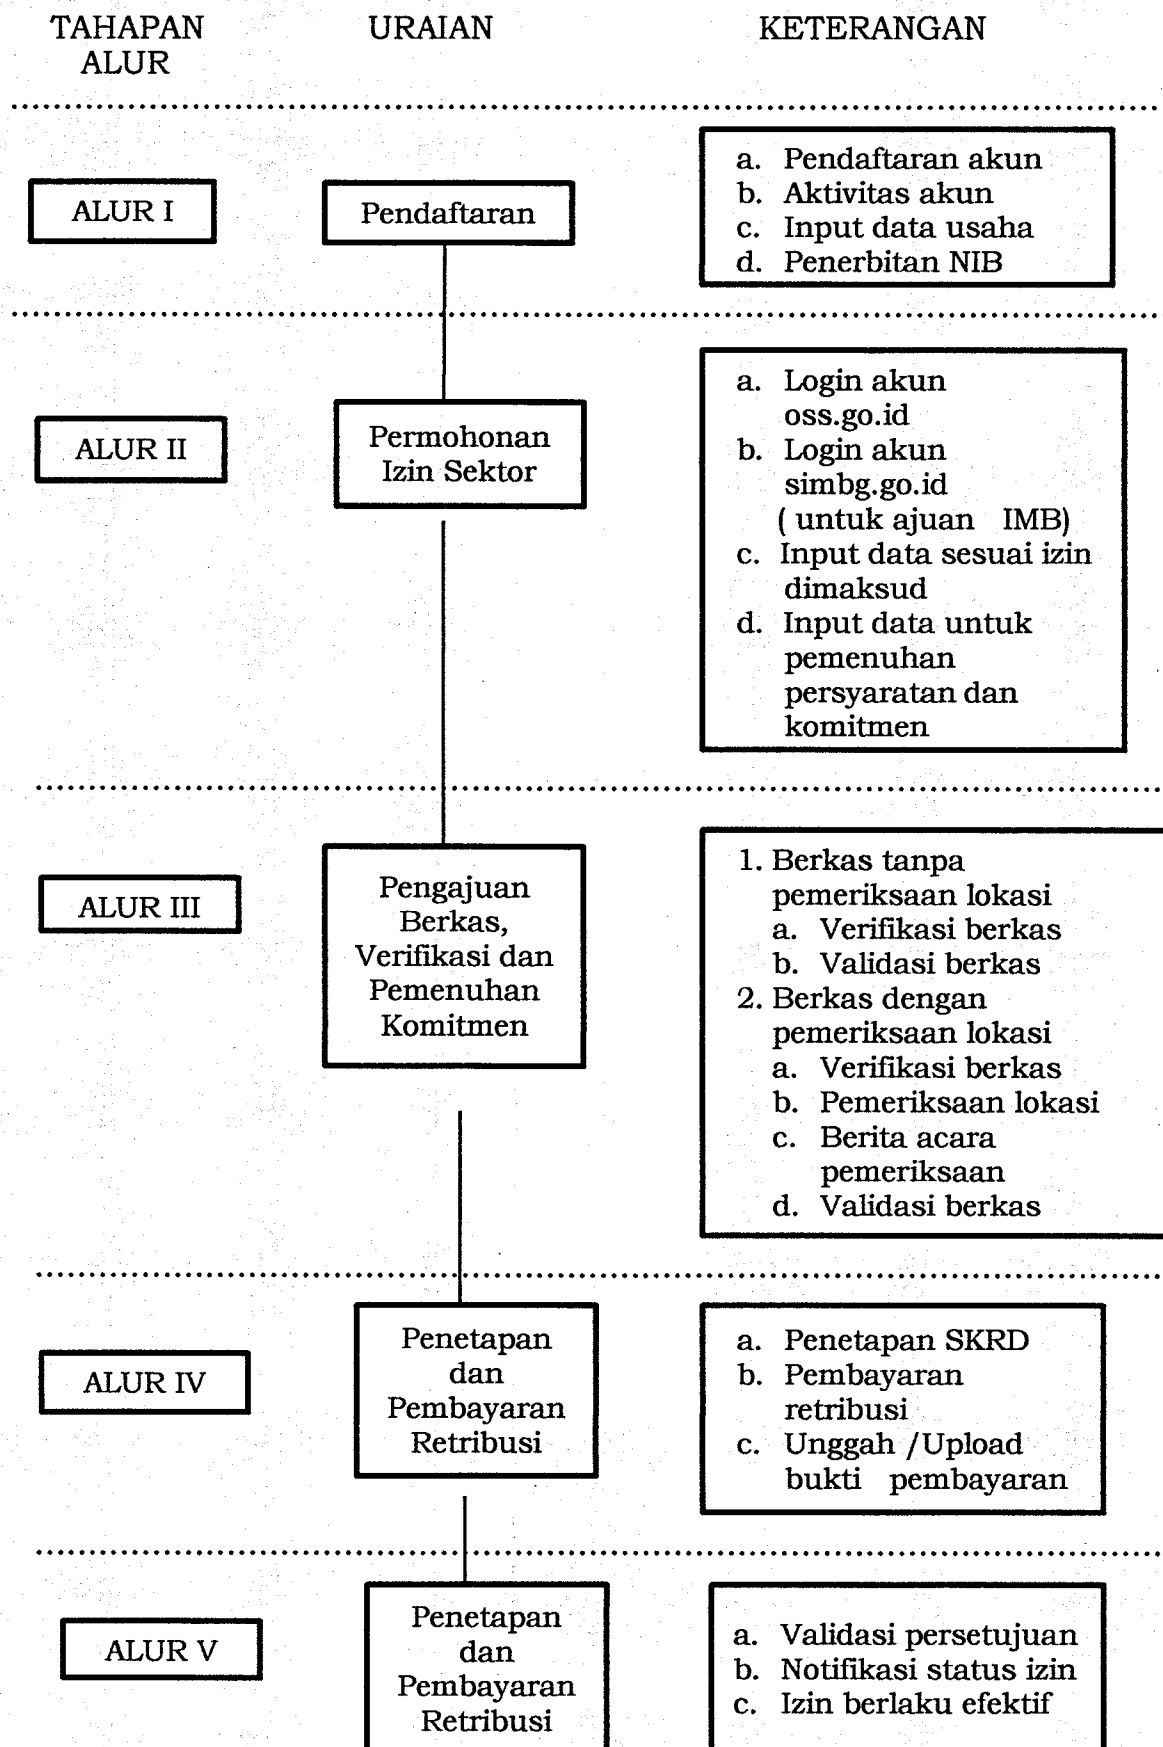 TAHAPAN ALUR
URAIAN
KETERANGAN
ALUR I
Pendaftaran
a. Pendaftaran akun
b. Aktivitas akun
c. Input data usaha
d. Penerbitan NIB
ALUR II
Permohonan
Izin Sektor
a. Login akun
oss.go.id
b. Login akun
simbg.go.id
( untuk ajuan IMB)
c. Input data sesuai izin
dimaksud
d. Input data untuk
pemenuhan
persyaratan dan
komitmen
ALUR III
Pengajuan
Berkas,
Verifikasi dan
Pemenuhan
Komitmen
1. Berkas tanpa
pemeriksaan lokasi
a. Verifikasi berkas
b. Validasi berkas
2. Berkas dengan
pemeriksaan lokasi
a. Verifikasi berkas
b. Pemeriksaan lokasi
c. Berita acara
pemeriksaan
d. Validasi berkas
ALUR IV
Penetapan
dan
Pembayaran
Retribusi
a. Penetapan SKRD
b. Pembayaran
retribusi
c. Unggah /Upload
bukti pembayaran
ALUR V
Penetapan
dan
Pembayaran
Retribusi
a. Validasi persetujuan
b. Notifikasi status izin
c. Izin berlaku efektif